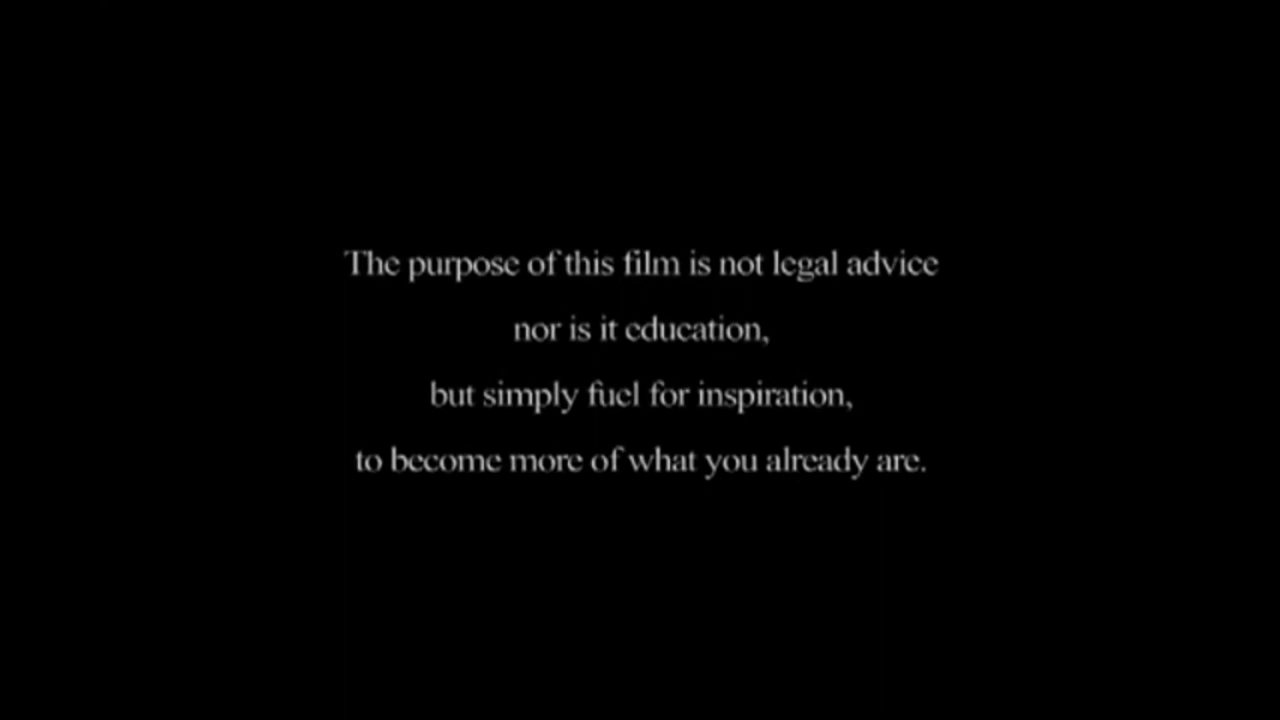 The purpose of this film is not legal advice
nor is it education,
but simply fuel for inspiration,
to become more of what you already are.